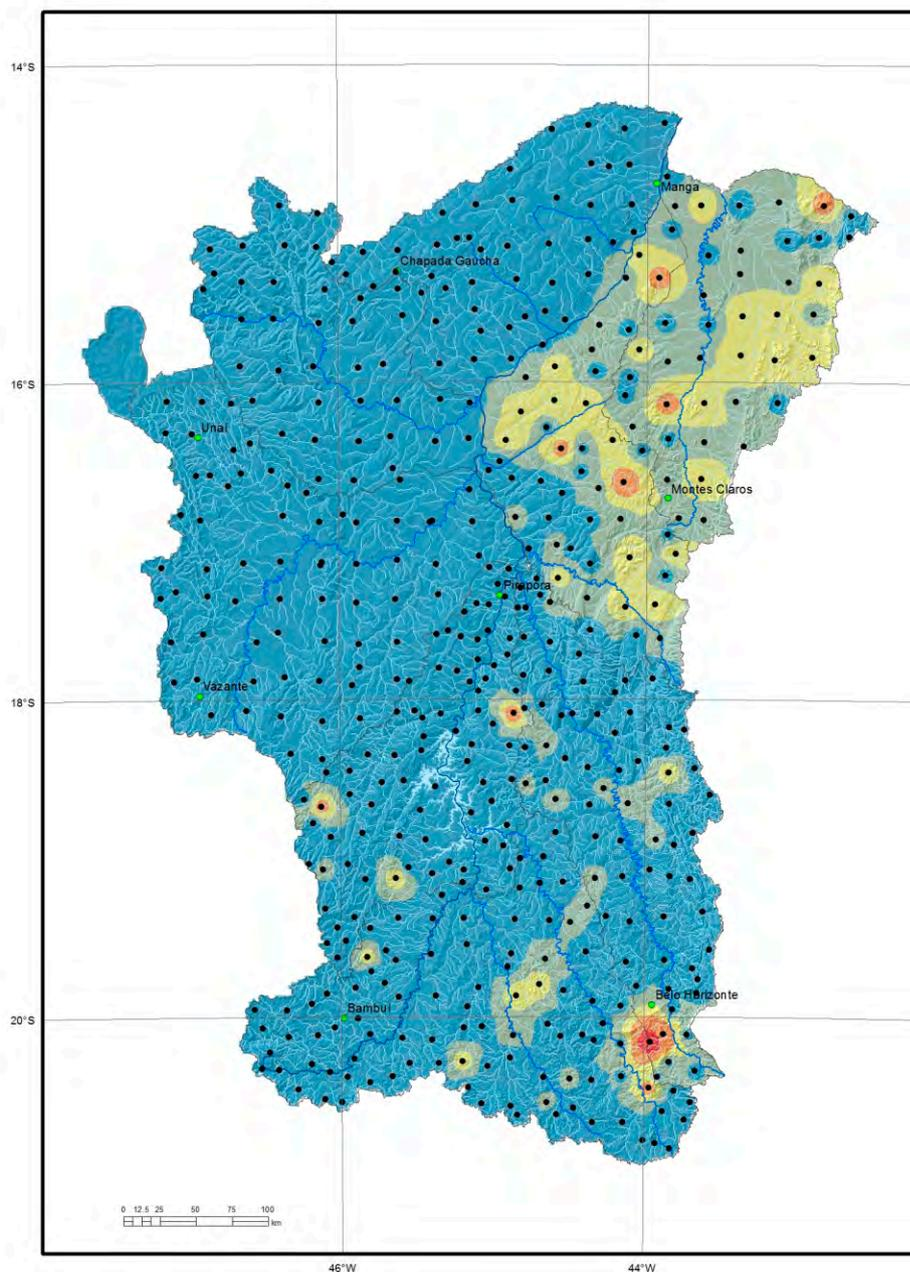 14°S
Manga
Chapada Gaucha
16°S
Unaí
Montes Claros
Pirapora
Vazante
18°S
Belo Horizonte
20°S
Bambuí
0 12.5 25 50 75 100
km
46°W
44°W